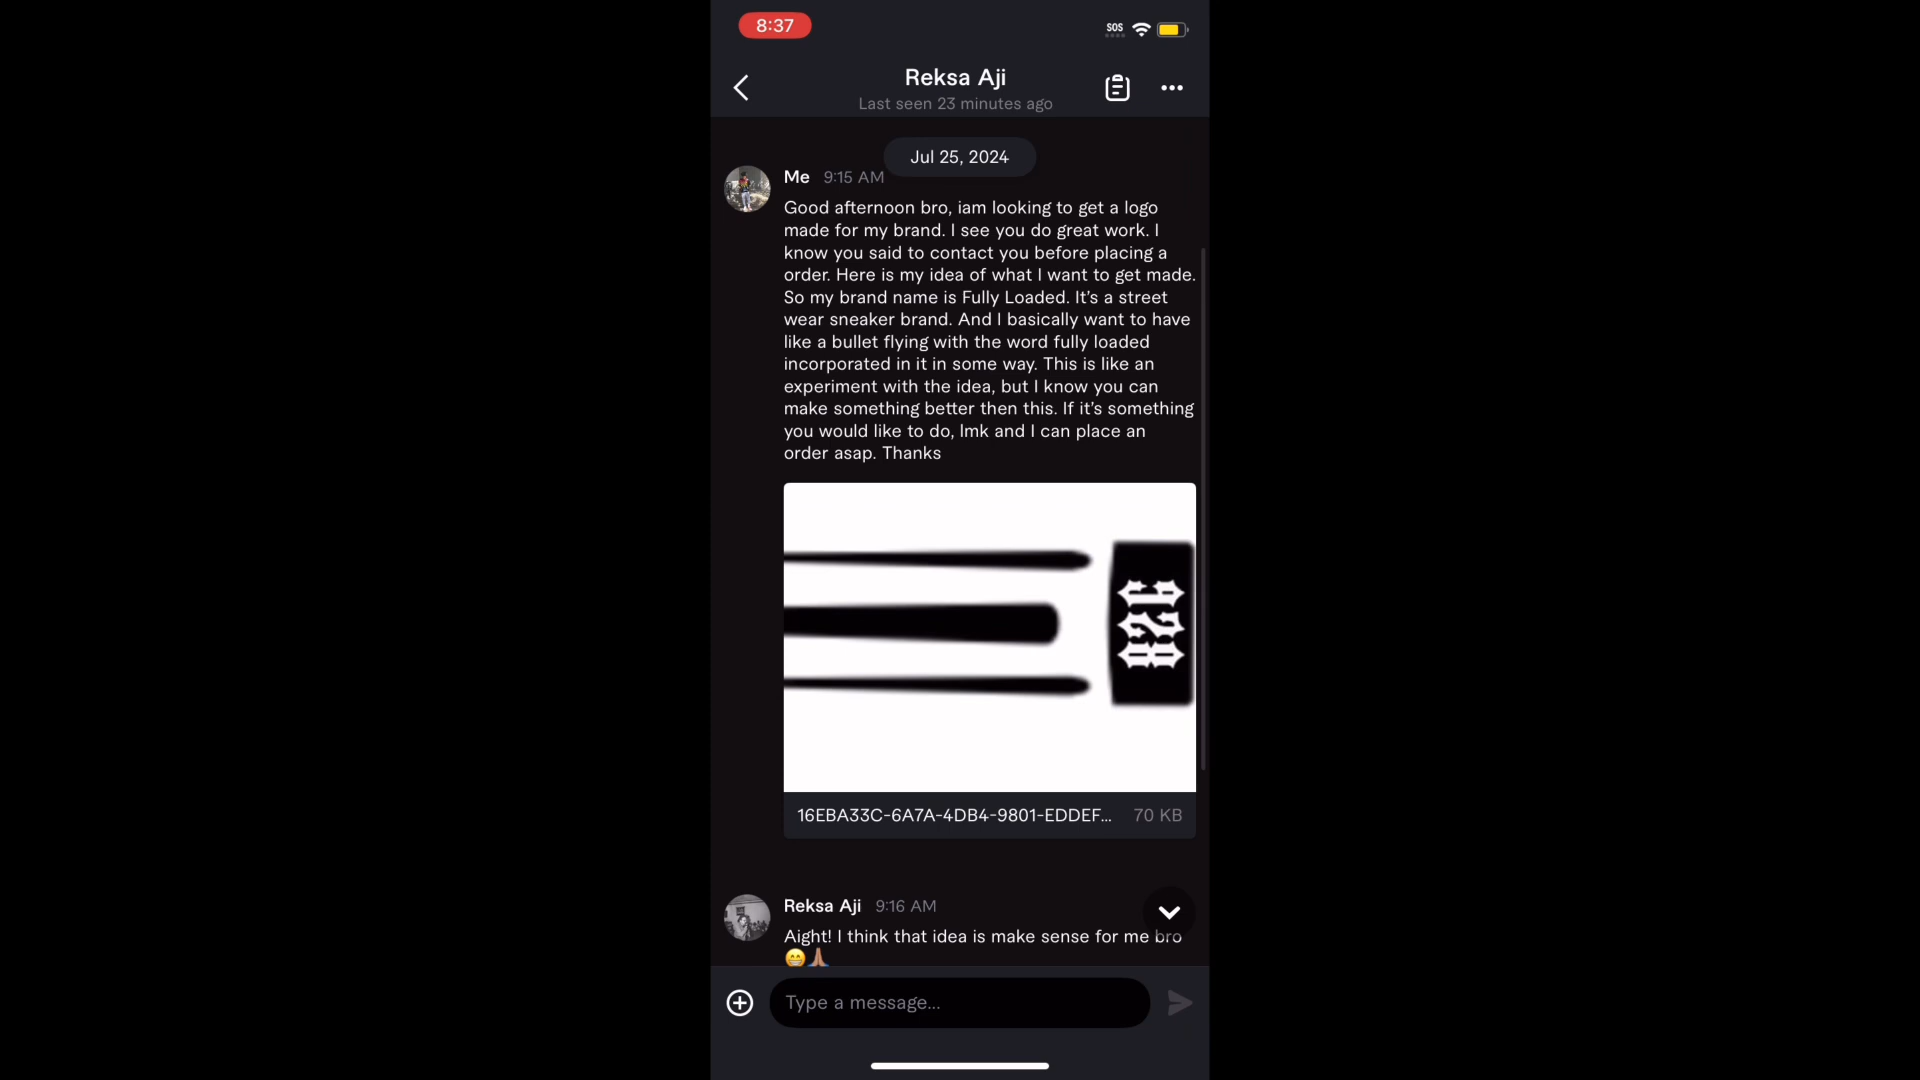 8:37
SOS
Reksa Aji
Last seen 23 minutes ago
Jul 25, 2024
Me 9:15 AM
Good afternoon bro, iam looking to get a logo
made for my brand. I see you do great work. I
know you said to contact you before placing a
order. Here is my idea of what I want to get made.
So my brand name is Fully Loaded. It's a street
wear sneaker brand. And I basically want to have
like a bullet flying with the word fully loaded
incorporated in it in some way. This is like an
experiment with the idea, but I know you can
make something better then this. If it's something
you would like to do, lmk and I can place an
order asap. Thanks
928
16EBA33C-6A7A-4DB4-9801-EDDEF... 70 KB
Reksa Aji 9:16 AM
Aight! I think that idea is make sense for me bro
😁🙏🏽
Type a message...